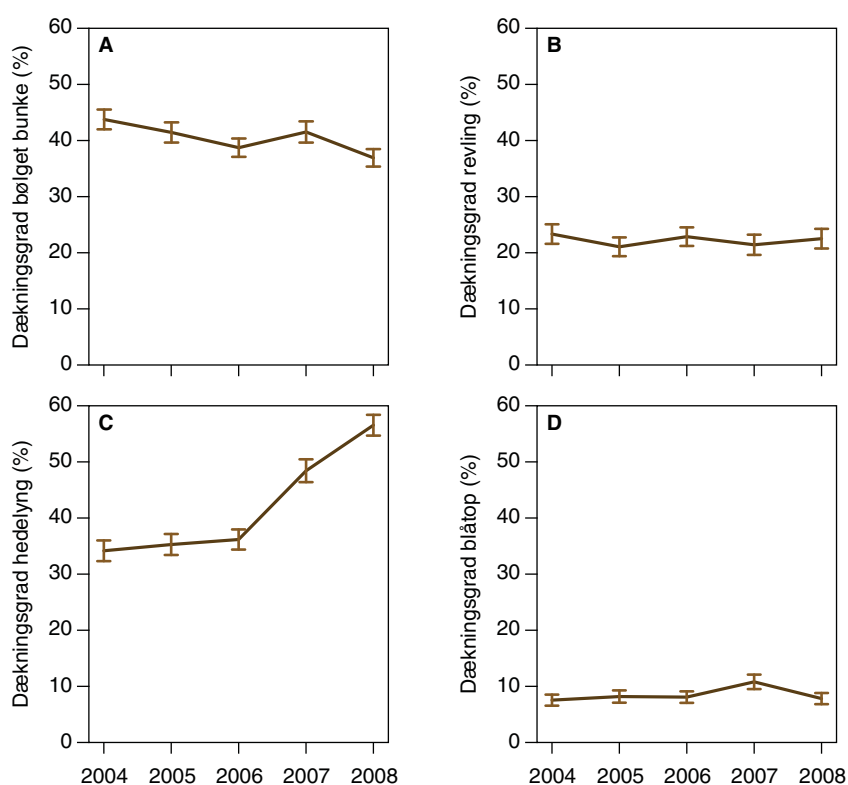 A
Dækningsgrad bølget bunke (%)
60
50
40
30
20
10
0
B
Dækningsgrad revling (%)
60
50
40
30
20
10
0
C
Dækningsgrad hedelyng (%)
60
50
40
30
20
10
0
2004 2005 2006 2007 2008
D
Dækningsgrad blåtop (%)
60
50
40
30
20
10
0
2004 2005 2006 2007 2008